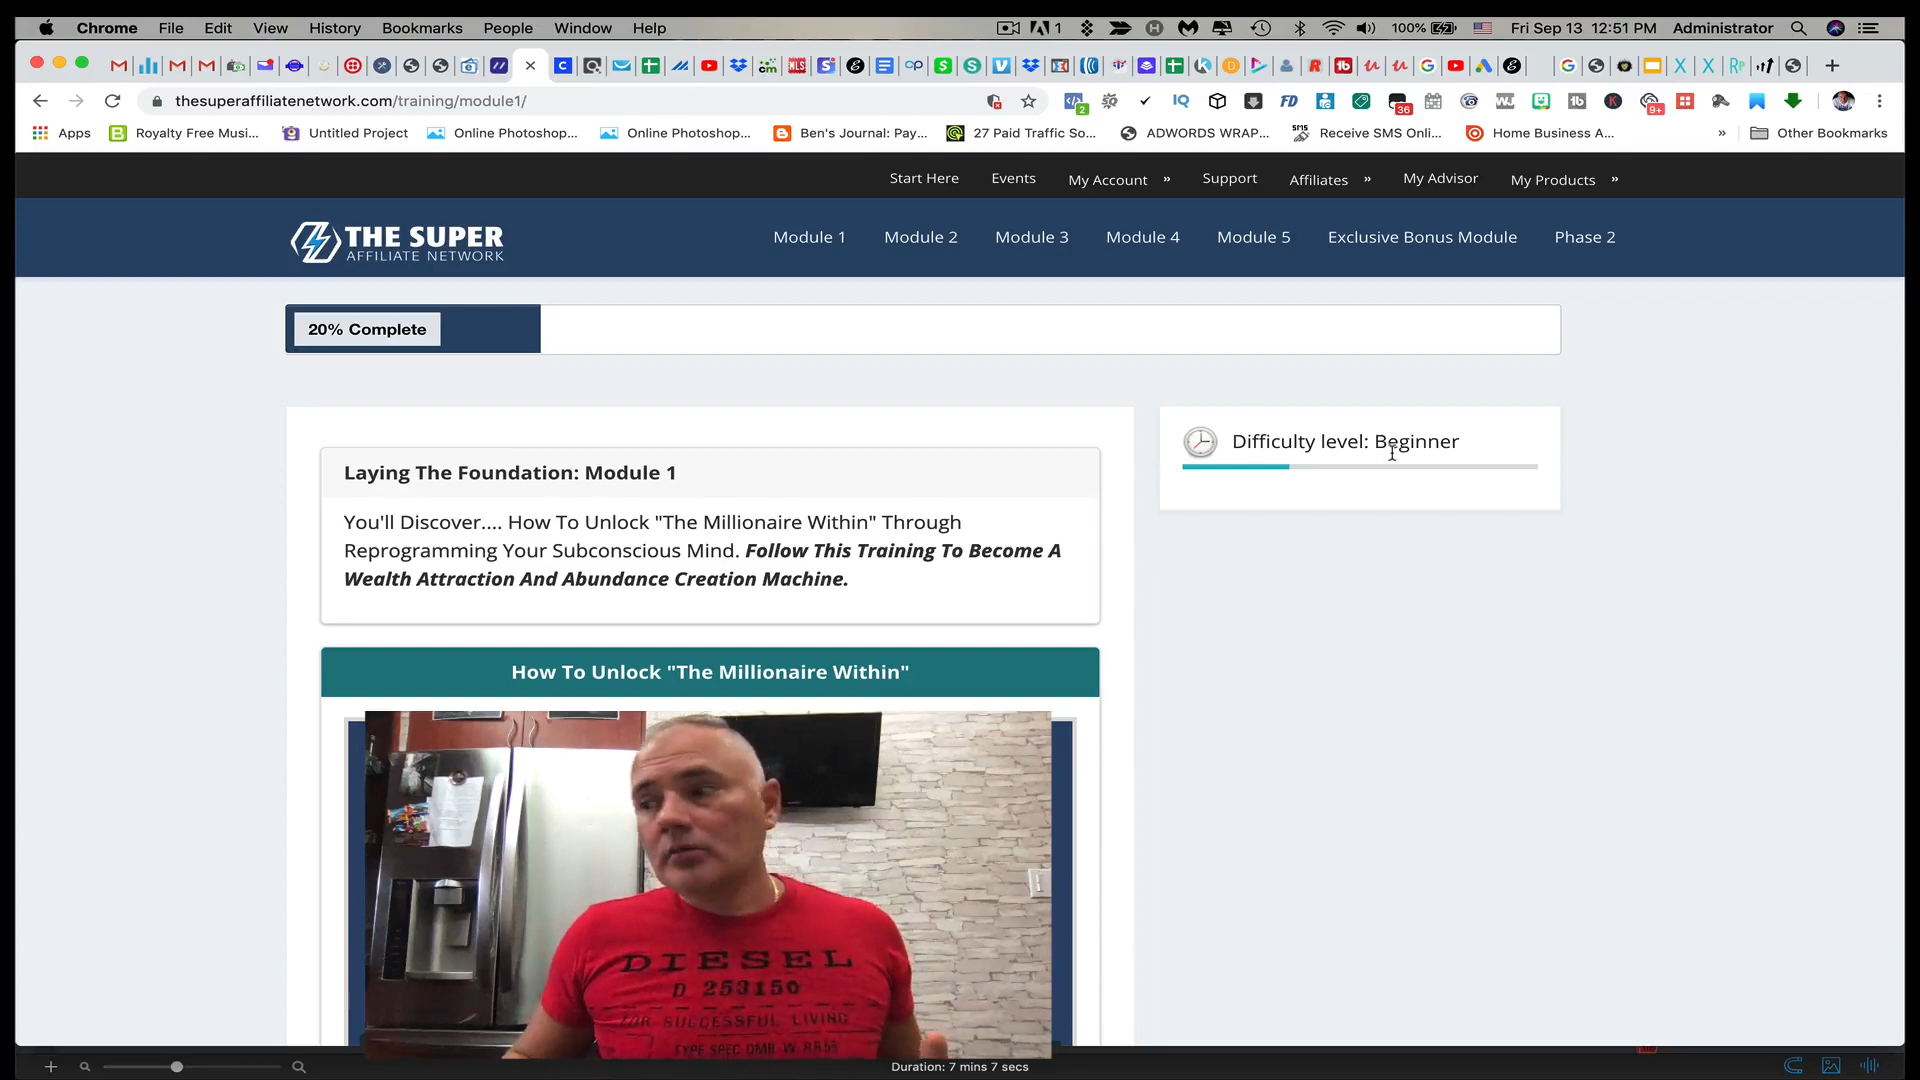 Chrome File Edit View History Bookmarks People Window Help
1 100% Fri Sep 13 12:51 PM Administrator
thesuperaffiliatenetwork.com/training/module1/
Apps Royalty Free Musi... Untitled Project Online Photoshop... Online Photoshop... Ben's Journal: Pay... 27 Paid Traffic So... ADWORDS WRAP... Receive SMS Onli... Home Business A... » Other Bookmarks
Start Here Events My Account » Support Affiliates » My Advisor My Products »
THE SUPER
AFFILIATE NETWORK
Module 1 Module 2 Module 3 Module 4 Module 5 Exclusive Bonus Module Phase 2
20% Complete
Difficulty level: Beginner
Laying The Foundation: Module 1
You'll Discover.... How To Unlock "The Millionaire Within" Through
Reprogramming Your Subconscious Mind. Follow This Training To Become A
Wealth Attraction And Abundance Creation Machine.
How To Unlock "The Millionaire Within"
DIESEL
D 253150
FOR SUCCESSFUL LIVING
Duration: 7 mins 7 secs